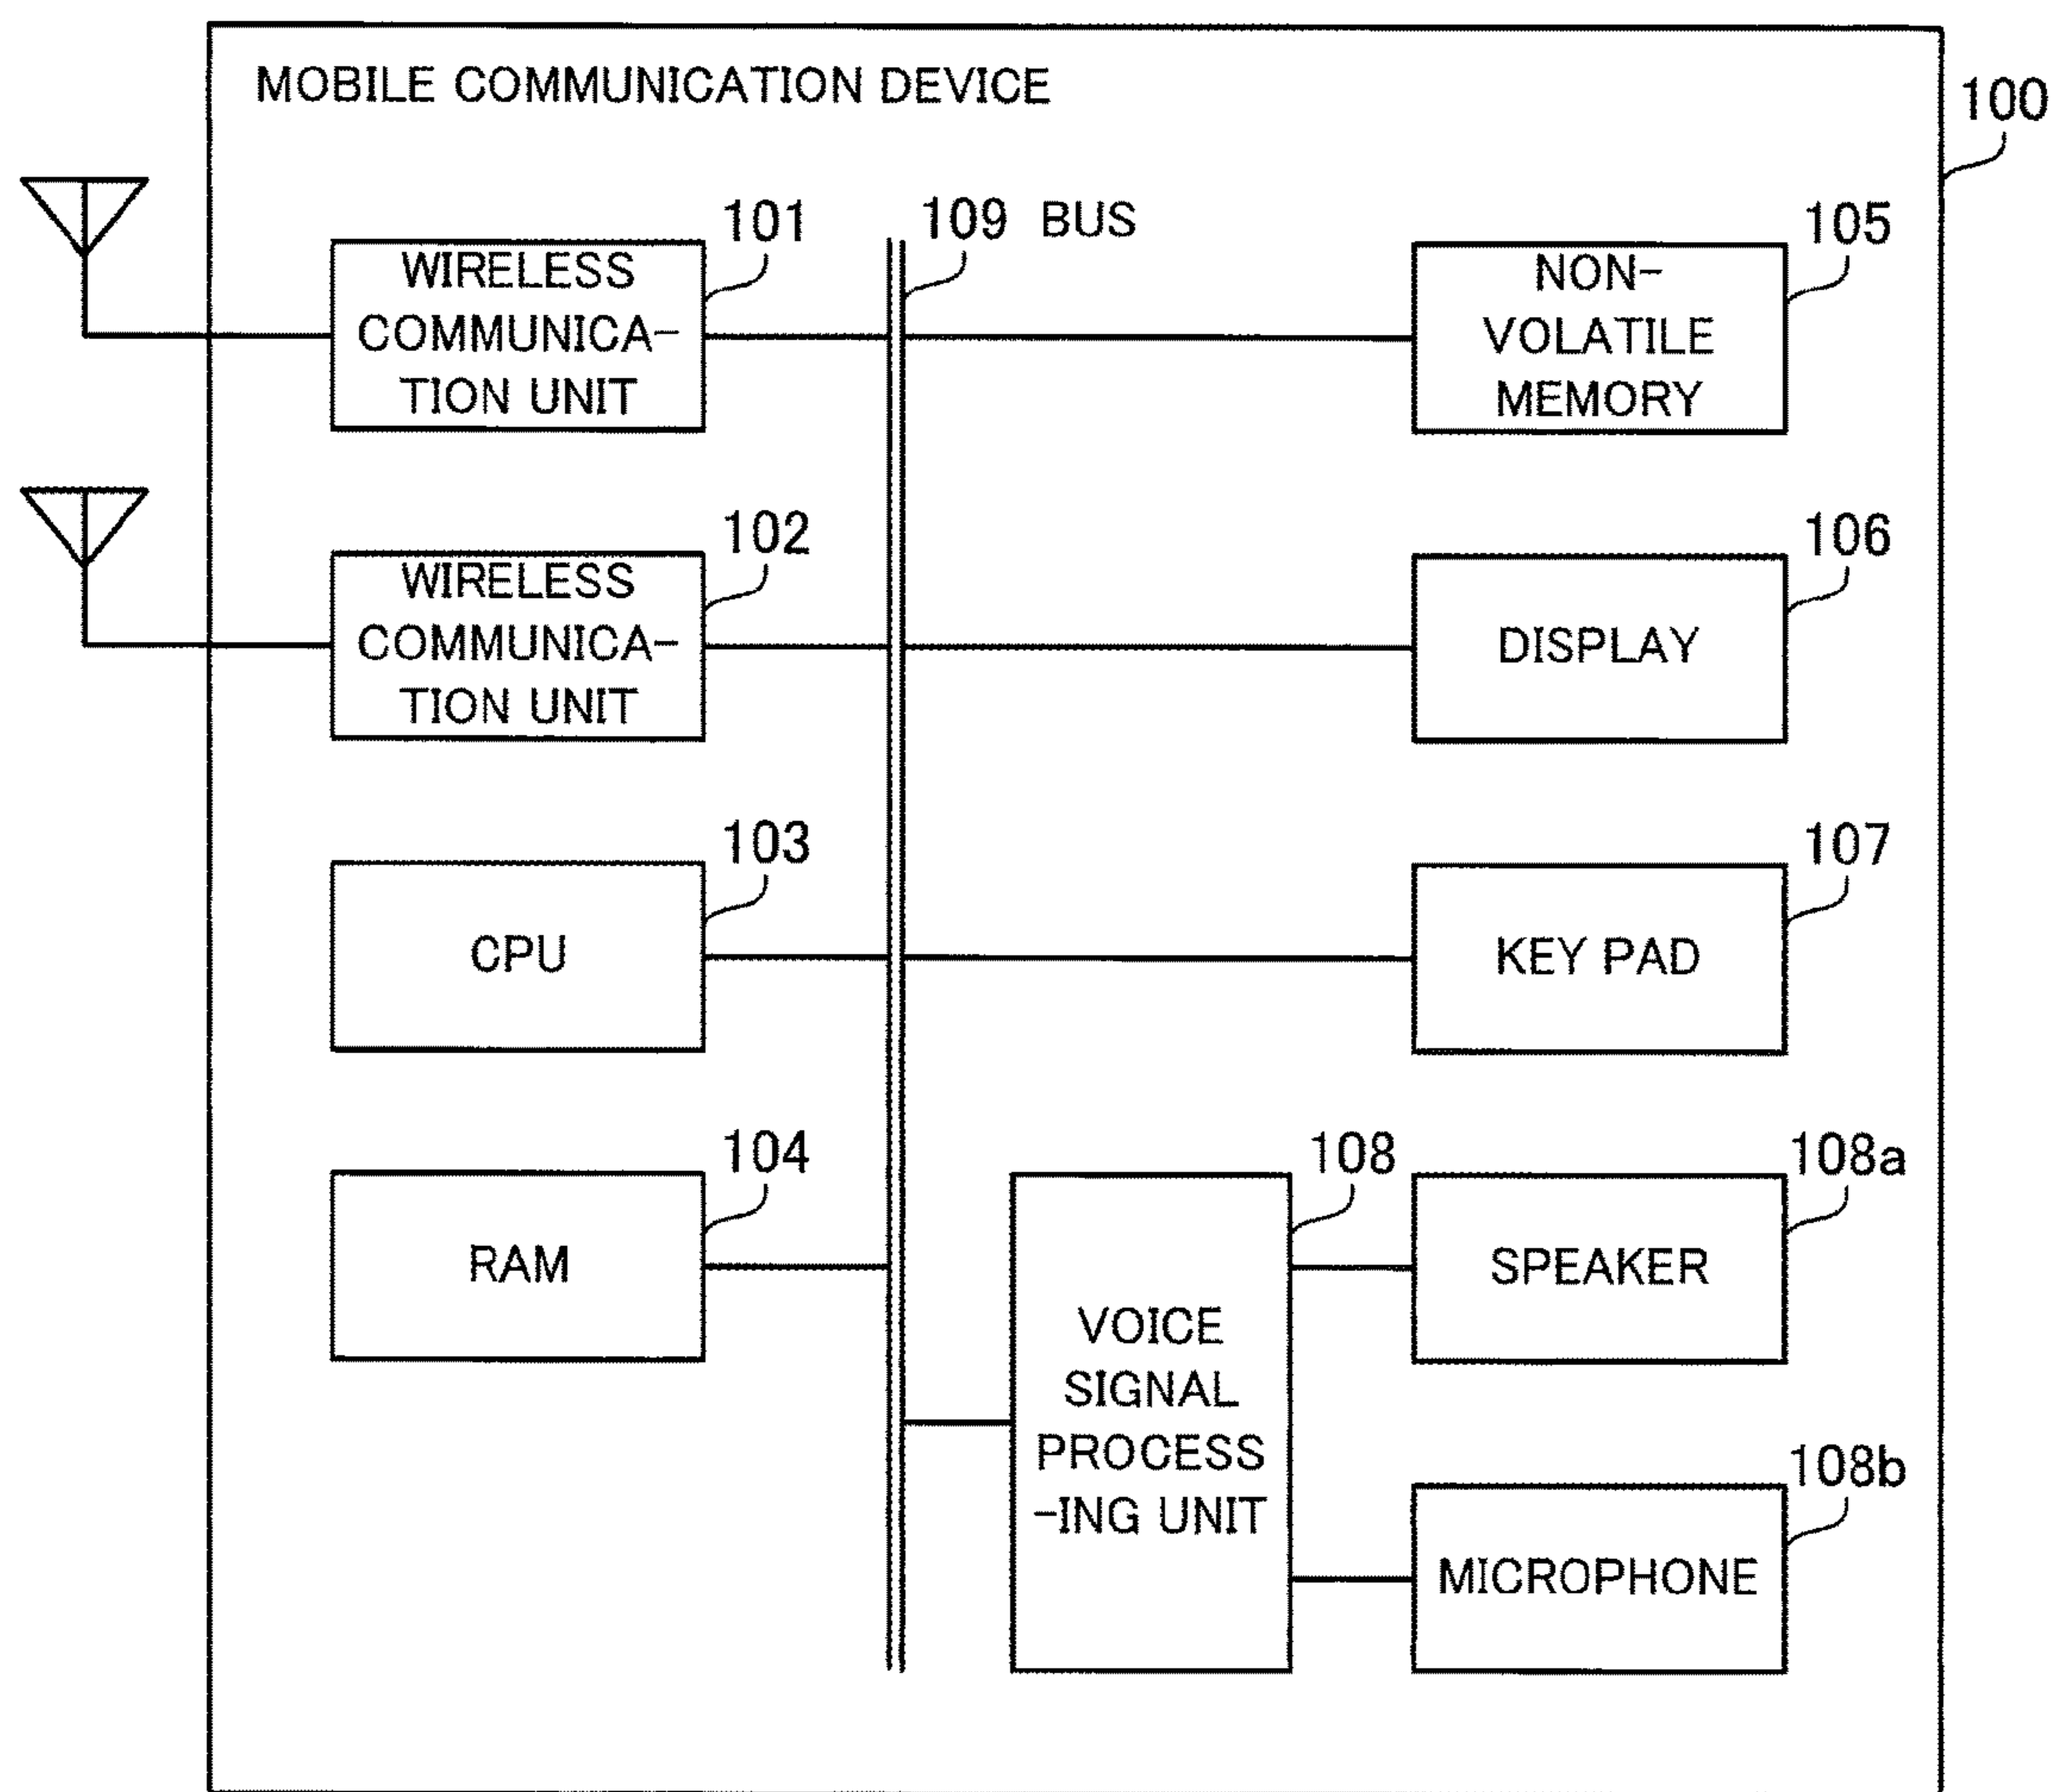 MOBILE COMMUNICATION DEVICE
100
101
109 BUS
105
WIRELESS
COMMUNICA-
TION UNIT
NON-
VOLATILE
MEMORY
102
106
WIRELESS
COMMUNICA-
TION UNIT
DISPLAY
103
107
CPU
KEY PAD
104
108
108a
RAM
SPEAKER
VOICE
SIGNAL
PROCESS
-ING UNIT
108b
MICROPHONE